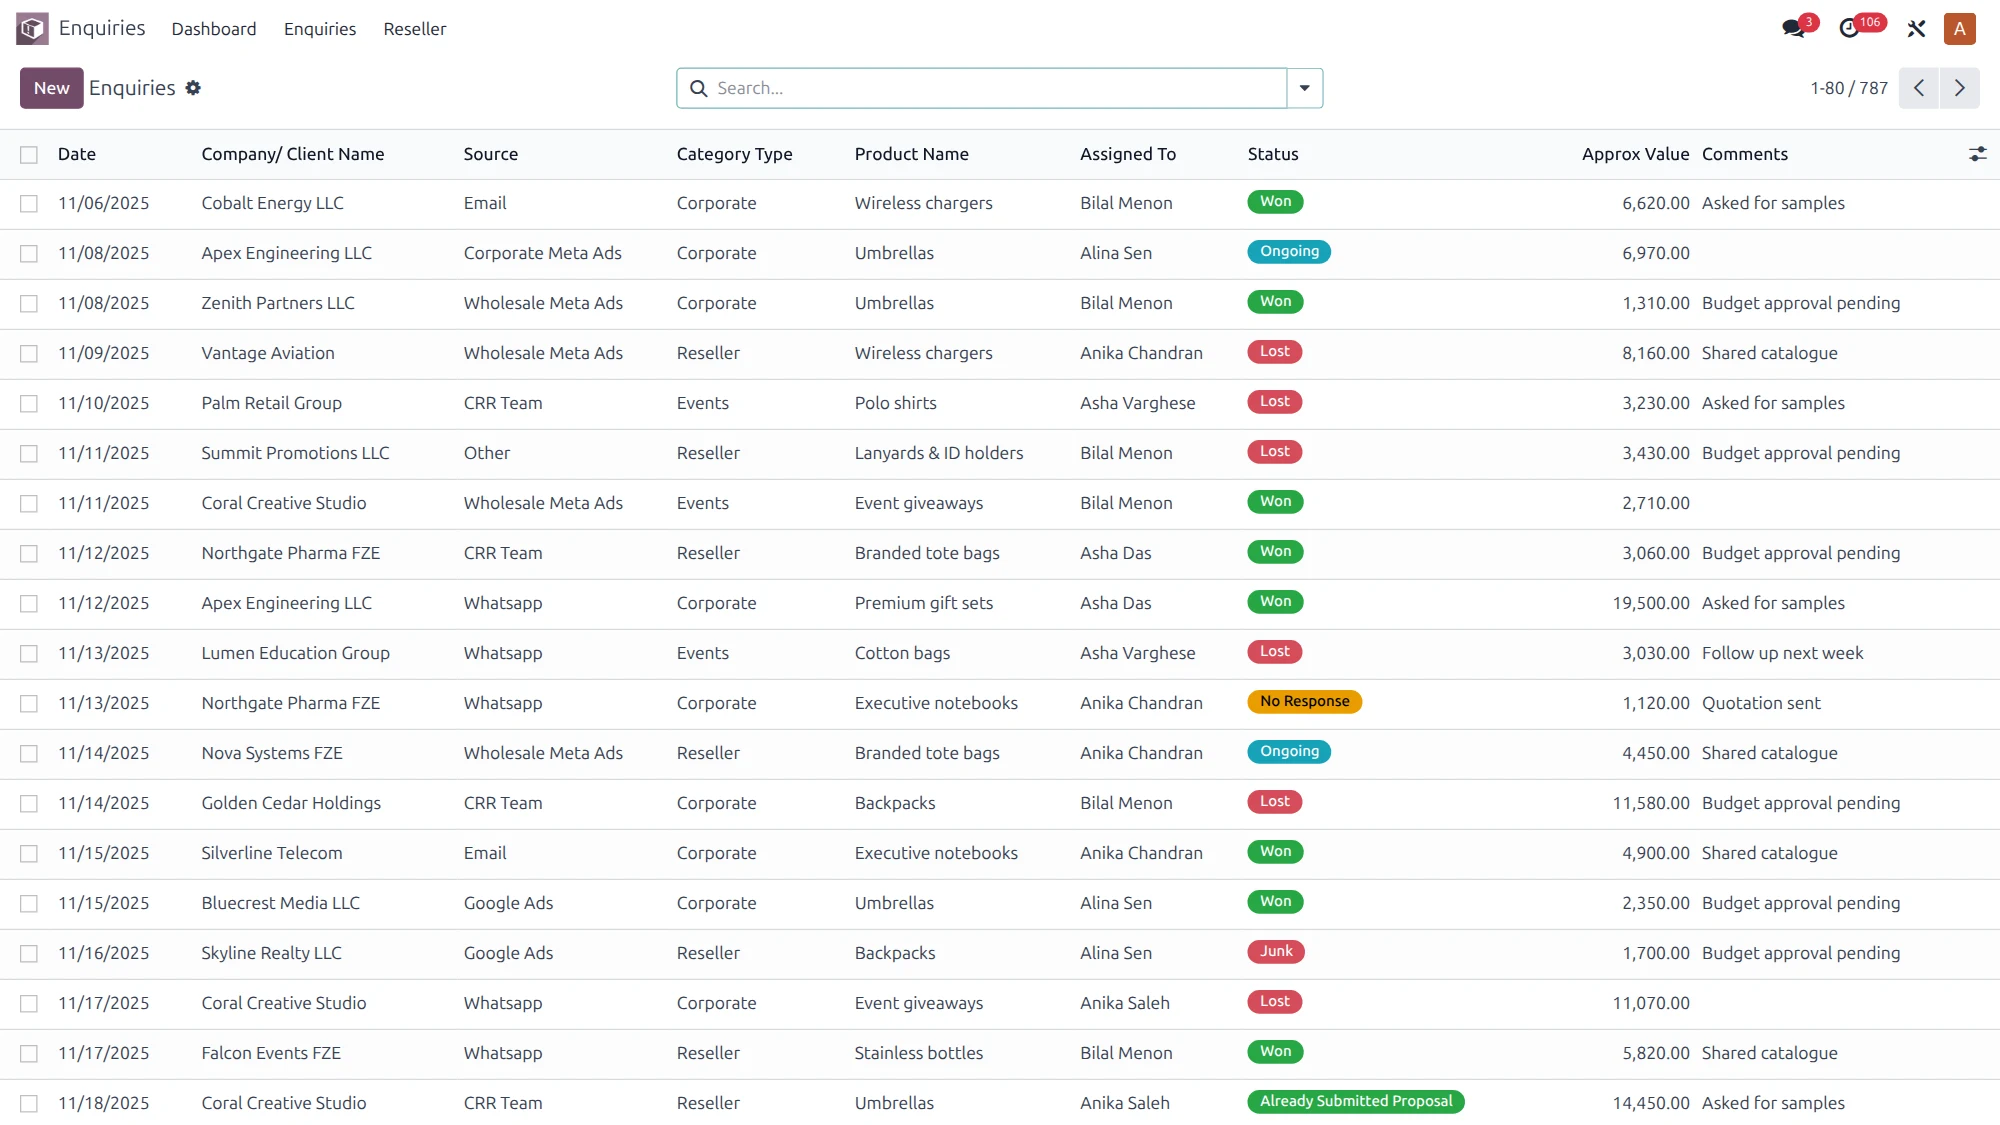 Enquiries Dashboard Enquiries Reseller 3 106 A
New Enquiries Search... 1-80 / 787
Date Company/ Client Name Source Category Type Product Name Assigned To Status Approx Value Comments
11/06/2025 Cobalt Energy LLC Email Corporate Wireless chargers Bilal Menon Won 6,620.00 Asked for samples
11/08/2025 Apex Engineering LLC Corporate Meta Ads Corporate Umbrellas Alina Sen Ongoing 6,970.00
11/08/2025 Zenith Partners LLC Wholesale Meta Ads Corporate Umbrellas Bilal Menon Won 1,310.00 Budget approval pending
11/09/2025 Vantage Aviation Wholesale Meta Ads Reseller Wireless chargers Anika Chandran Lost 8,160.00 Shared catalogue
11/10/2025 Palm Retail Group CRR Team Events Polo shirts Asha Varghese Lost 3,230.00 Asked for samples
11/11/2025 Summit Promotions LLC Other Reseller Lanyards & ID holders Bilal Menon Lost 3,430.00 Budget approval pending
11/11/2025 Coral Creative Studio Wholesale Meta Ads Events Event giveaways Bilal Menon Won 2,710.00
11/12/2025 Northgate Pharma FZE CRR Team Reseller Branded tote bags Asha Das Won 3,060.00 Budget approval pending
11/12/2025 Apex Engineering LLC Whatsapp Corporate Premium gift sets Asha Das Won 19,500.00 Asked for samples
11/13/2025 Lumen Education Group Whatsapp Events Cotton bags Asha Varghese Lost 3,030.00 Follow up next week
11/13/2025 Northgate Pharma FZE Whatsapp Corporate Executive notebooks Anika Chandran No Response 1,120.00 Quotation sent
11/14/2025 Nova Systems FZE Wholesale Meta Ads Reseller Branded tote bags Anika Chandran Ongoing 4,450.00 Shared catalogue
11/14/2025 Golden Cedar Holdings CRR Team Corporate Backpacks Bilal Menon Lost 11,580.00 Budget approval pending
11/15/2025 Silverline Telecom Email Corporate Executive notebooks Anika Chandran Won 4,900.00 Shared catalogue
11/15/2025 Bluecrest Media LLC Google Ads Corporate Umbrellas Alina Sen Won 2,350.00 Budget approval pending
11/16/2025 Skyline Realty LLC Google Ads Reseller Backpacks Alina Sen Junk 1,700.00 Budget approval pending
11/17/2025 Coral Creative Studio Whatsapp Corporate Event giveaways Anika Saleh Lost 11,070.00
11/17/2025 Falcon Events FZE Whatsapp Reseller Stainless bottles Bilal Menon Won 5,820.00 Shared catalogue
11/18/2025 Coral Creative Studio CRR Team Reseller Umbrellas Anika Saleh Already Submitted Proposal 14,450.00 Asked for samples